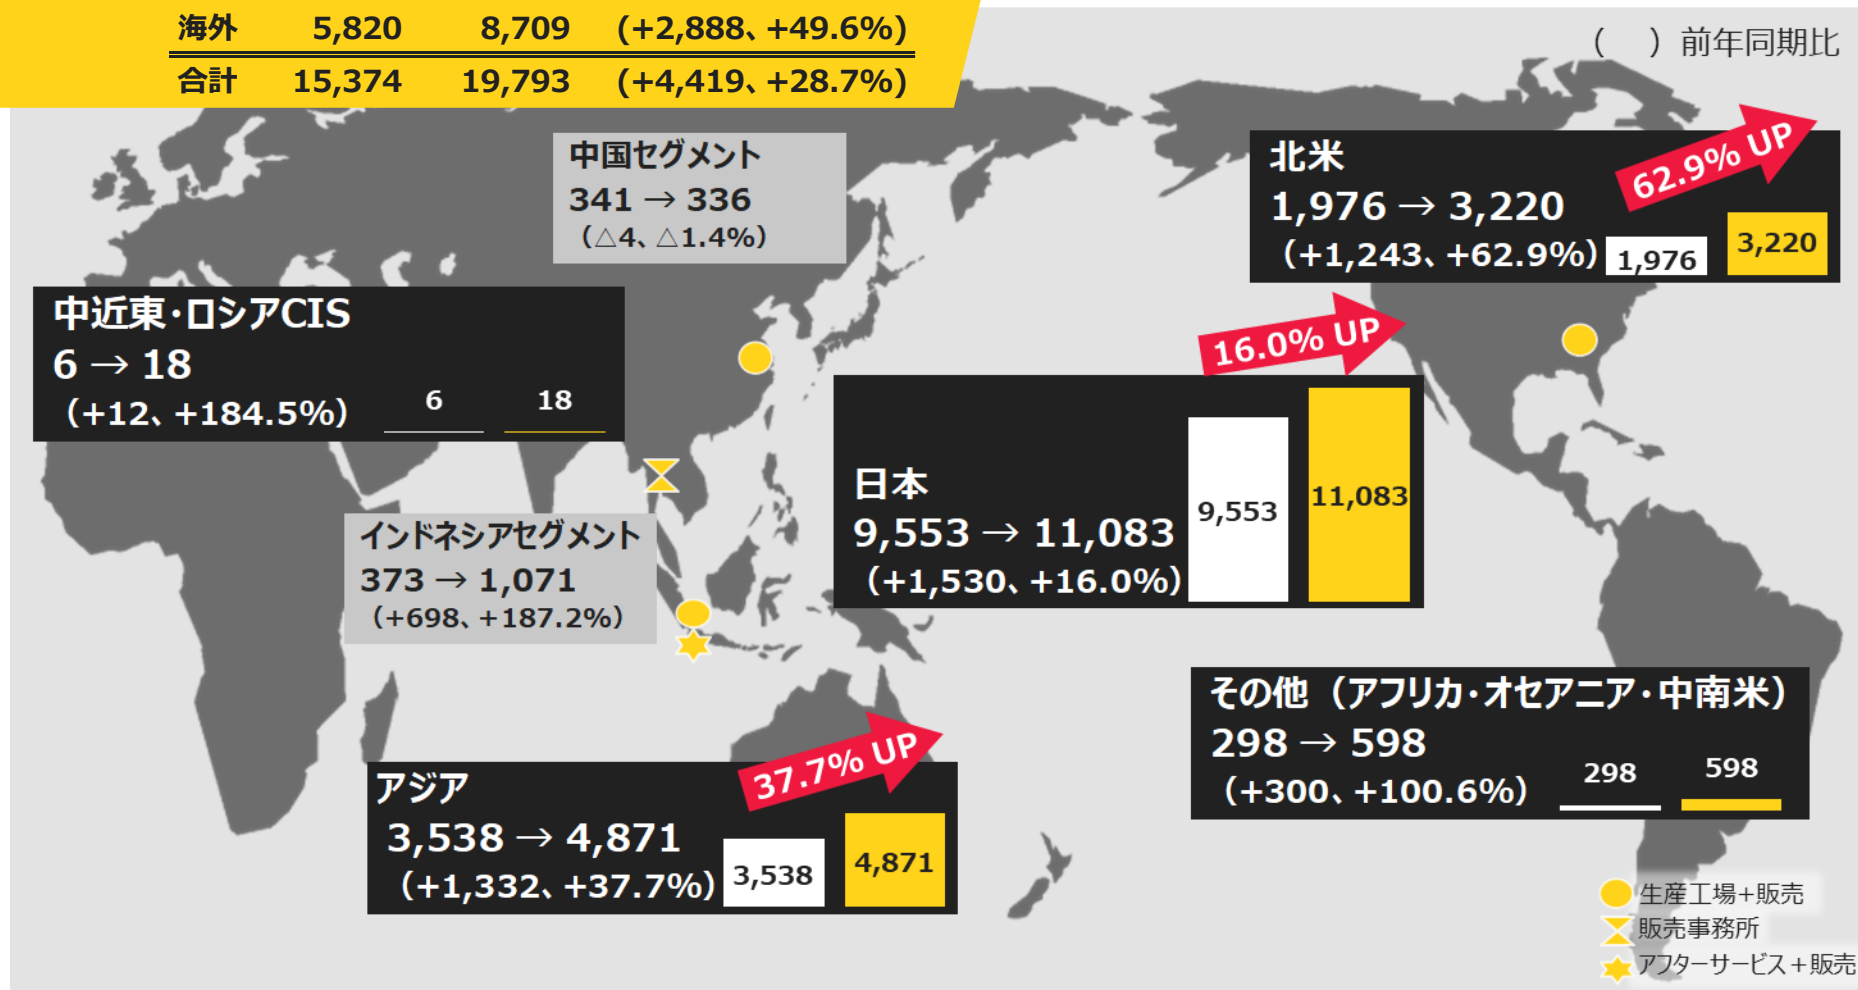 海外 5,820 8,709 (+2,888、+49.6%)
合計 15,374 19,793 (+4,419、+28.7%)
（　）前年同期比
中国セグメント
341 → 336
（△4、△1.4%）
北米
1,976 → 3,220
（+1,243、+62.9%）
62.9% UP
1,976
3,220
中近東・ロシアCIS
6 → 18
（+12、+184.5%）
6
18
16.0% UP
日本
9,553 → 11,083
（+1,530、+16.0%）
9,553
11,083
インドネシアセグメント
373 → 1,071
（+698、+187.2%）
その他（アフリカ・オセアニア・中南米）
298 → 598
（+300、+100.6%）
298
598
37.7% UP
アジア
3,538 → 4,871
（+1,332、+37.7%）
3,538
4,871
生産工場+販売
販売事務所
アフターサービス＋販売